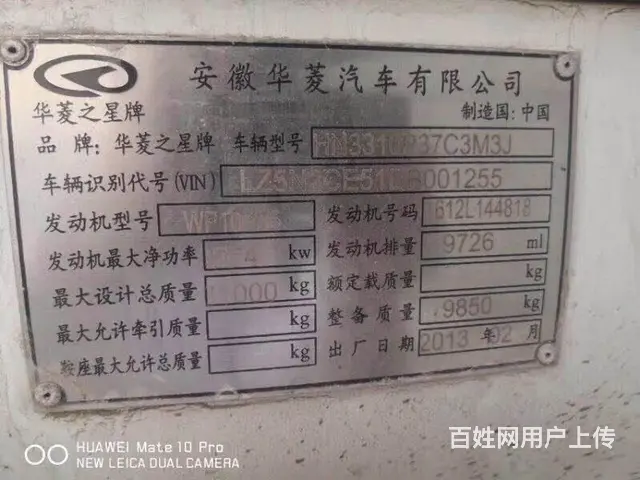 安徽华菱汽车有限公司
华菱之星牌 制造国:中国
品牌:华菱之星牌 车辆型号
车辆识别代号(VIN)
发动机型号 发动机号码 612L144818
发动机最大净功率 kw 发动机排量 9726 ml
最大设计总质量 kg 额定载质量 kg
最大允许牵引质量 kg 整备质量 9850 kg
鞍座最大允许总质量 kg 出厂日期 2013 年 02 月
HUAWEI Mate 10 Pro
NEW LEICA DUAL CAMERA
百姓网用户上传